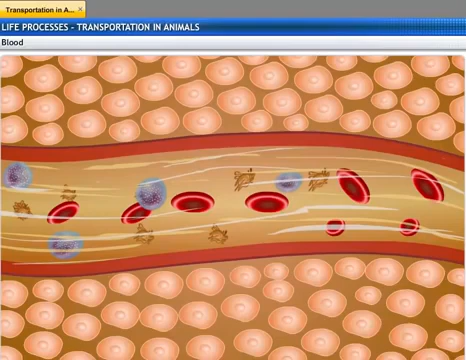 Transportation in A...
LIFE PROCESSES - TRANSPORTATION IN ANIMALS
Blood